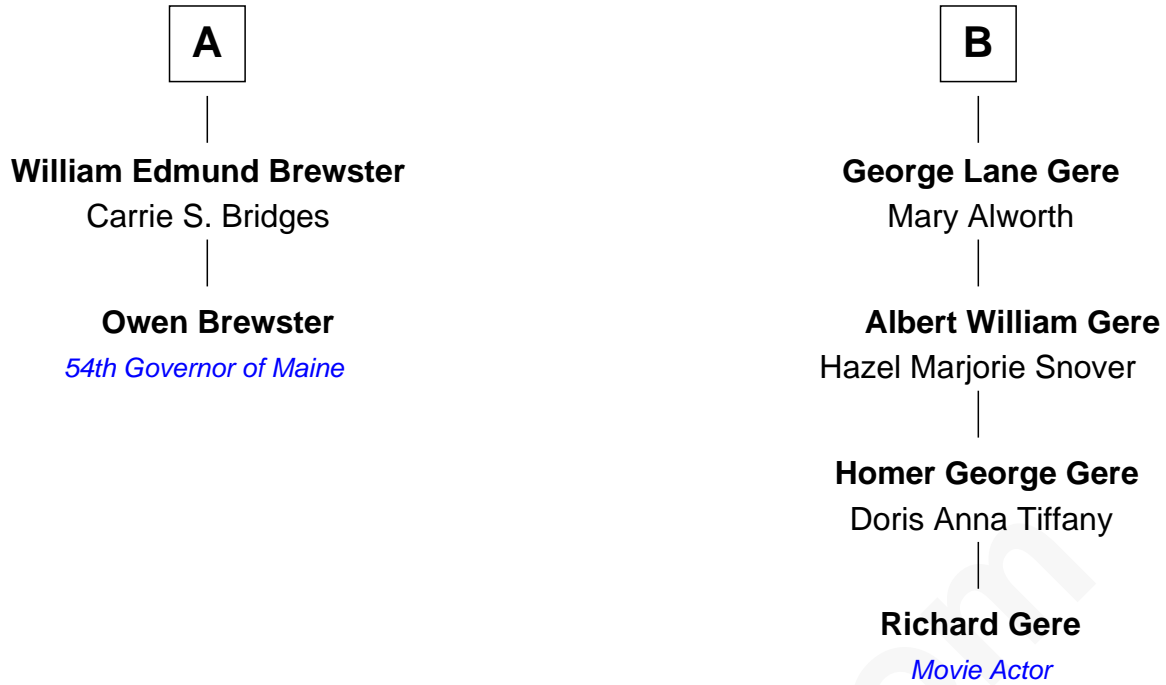 A
William Edmund Brewster
Carrie S. Bridges
Owen Brewster
54th Governor of Maine
B
George Lane Gere
Mary Alworth
Albert William Gere
Hazel Marjorie Snover
Homer George Gere
Doris Anna Tiffany
Richard Gere
Movie Actor
om